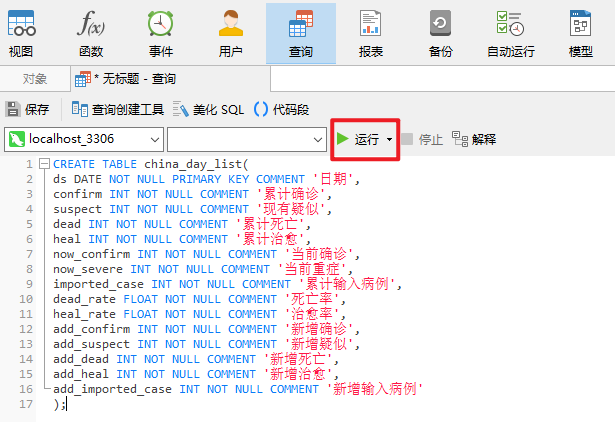 视图 函数 事件 用户 查询 报表 备份 自动运行 模型
对象 * 无标题 - 查询
保存 查询创建工具 美化 SQL () 代码段
localhost_3306 运行 停止 解释
1 CREATE TABLE china_day_list(
2 ds DATE NOT NULL PRIMARY KEY COMMENT '日期',
3 confirm INT NOT NULL COMMENT '累计确诊',
4 suspect INT NOT NULL COMMENT '现有疑似',
5 dead INT NOT NULL COMMENT '累计死亡',
6 heal INT NOT NULL COMMENT '累计治愈',
7 now_confirm INT NOT NULL COMMENT '当前确诊',
8 now_severe INT NOT NULL COMMENT '当前重症',
9 imported_case INT NOT NULL COMMENT '累计输入病例',
10 dead_rate FLOAT NOT NULL COMMENT '死亡率',
11 heal_rate FLOAT NOT NULL COMMENT '治愈率',
12 add_confirm INT NOT NULL COMMENT '新增确诊',
13 add_suspect INT NOT NULL COMMENT '新增疑似',
14 add_dead INT NOT NULL COMMENT '新增死亡',
15 add_heal INT NOT NULL COMMENT '新增治愈',
16 add_imported_case INT NOT NULL COMMENT '新增输入病例'
17 );